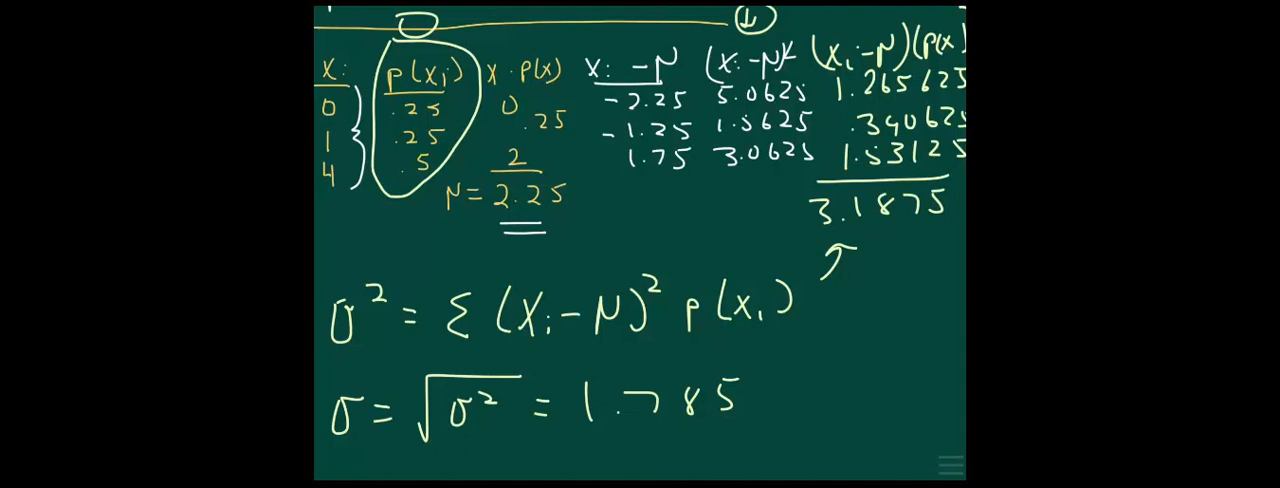 xi p(xi) x · p(x) xi - μ (xi - μ)² (xi - μ)(p(x)
0 .25 0 -2.25 5.0625 1.265625
1 .25 .25 -1.25 1.5625 .390625
4 .5 2 1.75 3.0625 1.53125
μ = 2.25 3.1875
σ² = Σ (xi - μ)² p(xi)
σ = √σ² = 1.785